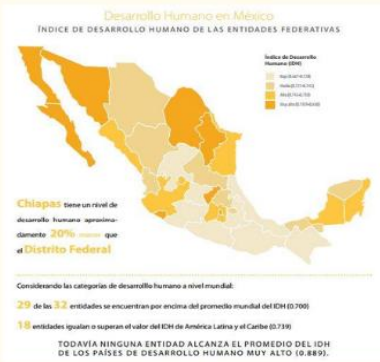 Desarrollo Humano en México
ÍNDICE DE DESARROLLO HUMANO DE LAS ENTIDADES FEDERATIVAS
Índice de Desarrollo
Humano (IDH)
Chiapas tiene un nivel de
desarrollo humano aproxima-
damente 20% menor que
el Distrito Federal
Considerando las categorías de desarrollo humano a nivel mundial:
29 de las 32 entidades se encuentran por encima del promedio mundial del IDH (0.700)
18 entidades igualan o superan el valor del IDH de América Latina y el Caribe (0.739)
TODAVÍA NINGUNA ENTIDAD ALCANZA EL PROMEDIO DEL IDH
DE LOS PAÍSES DE DESARROLLO HUMANO MUY ALTO (0.889).